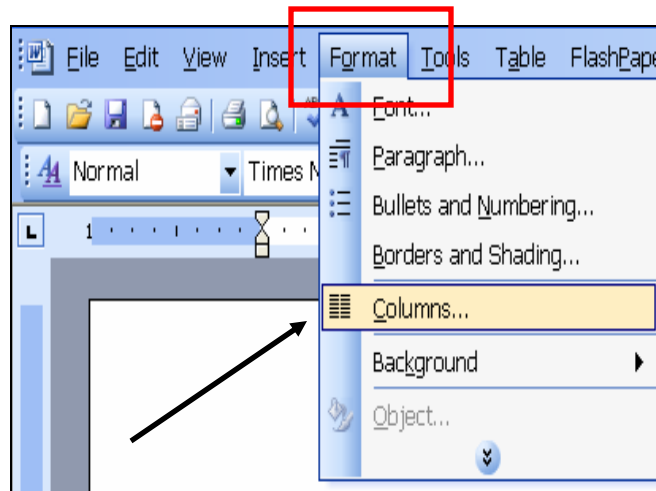 File Edit View Insert Format Tools Table FlashPape
Font...
Normal Times N
Paragraph...
Bullets and Numbering...
1
Borders and Shading...
Columns...
Background
Object...